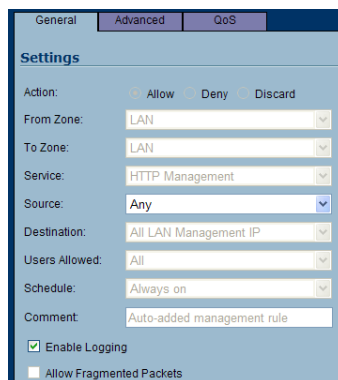 General Advanced QoS
Settings
Action: Allow Deny Discard
From Zone: LAN
To Zone: LAN
Service: HTTP Management
Source: Any
Destination: All LAN Management IP
Users Allowed: All
Schedule: Always on
Comment: Auto-added management rule
Enable Logging
Allow Fragmented Packets